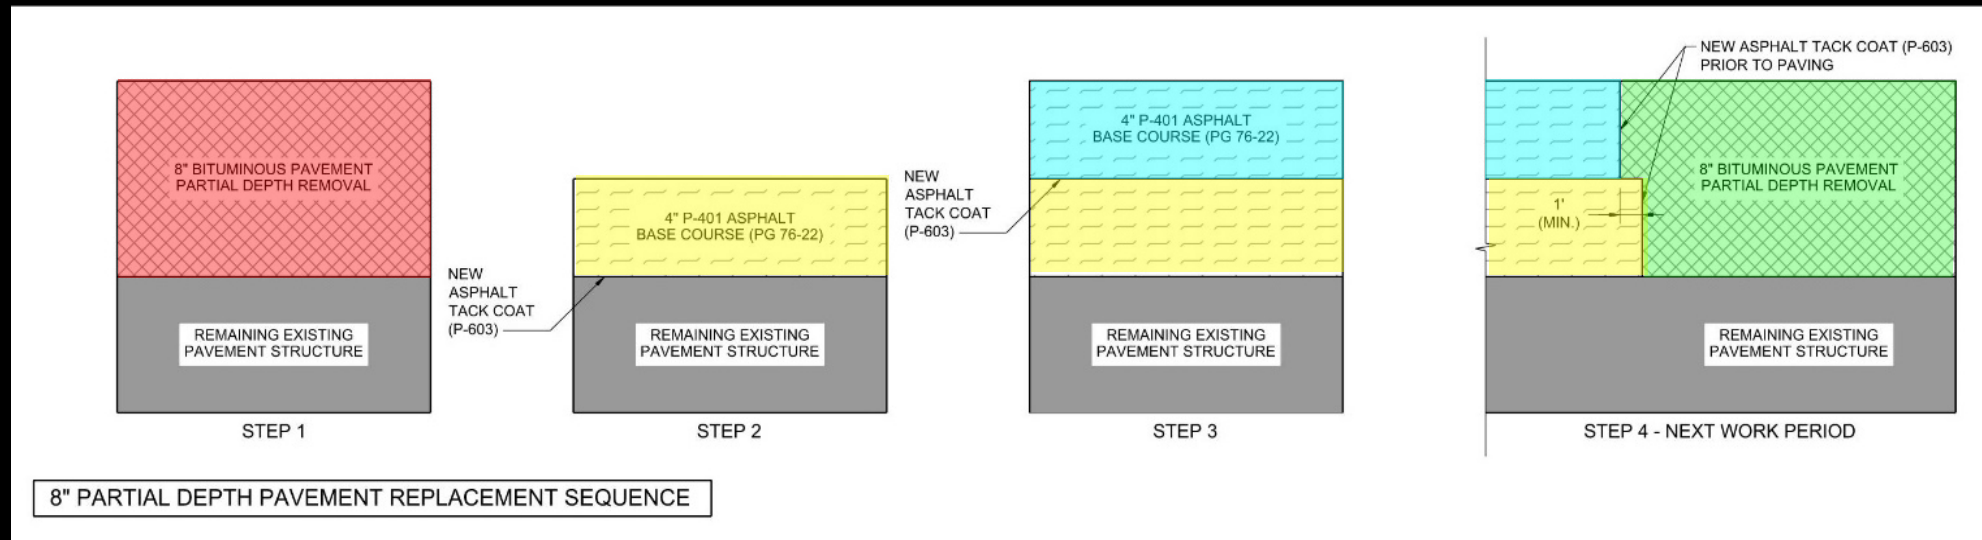 8" BITUMINOUS PAVEMENT
PARTIAL DEPTH REMOVAL
REMAINING EXISTING
PAVEMENT STRUCTURE
STEP 1
NEW
ASPHALT
TACK COAT
(P-603)
4" P-401 ASPHALT
BASE COURSE (PG 76-22)
REMAINING EXISTING
PAVEMENT STRUCTURE
STEP 2
NEW
ASPHALT
TACK COAT
(P-603)
4" P-401 ASPHALT
BASE COURSE (PG 76-22)
REMAINING EXISTING
PAVEMENT STRUCTURE
STEP 3
NEW ASPHALT TACK COAT (P-603)
PRIOR TO PAVING
8" BITUMINOUS PAVEMENT
PARTIAL DEPTH REMOVAL
1'
(MIN.)
REMAINING EXISTING
PAVEMENT STRUCTURE
STEP 4 - NEXT WORK PERIOD
8" PARTIAL DEPTH PAVEMENT REPLACEMENT SEQUENCE